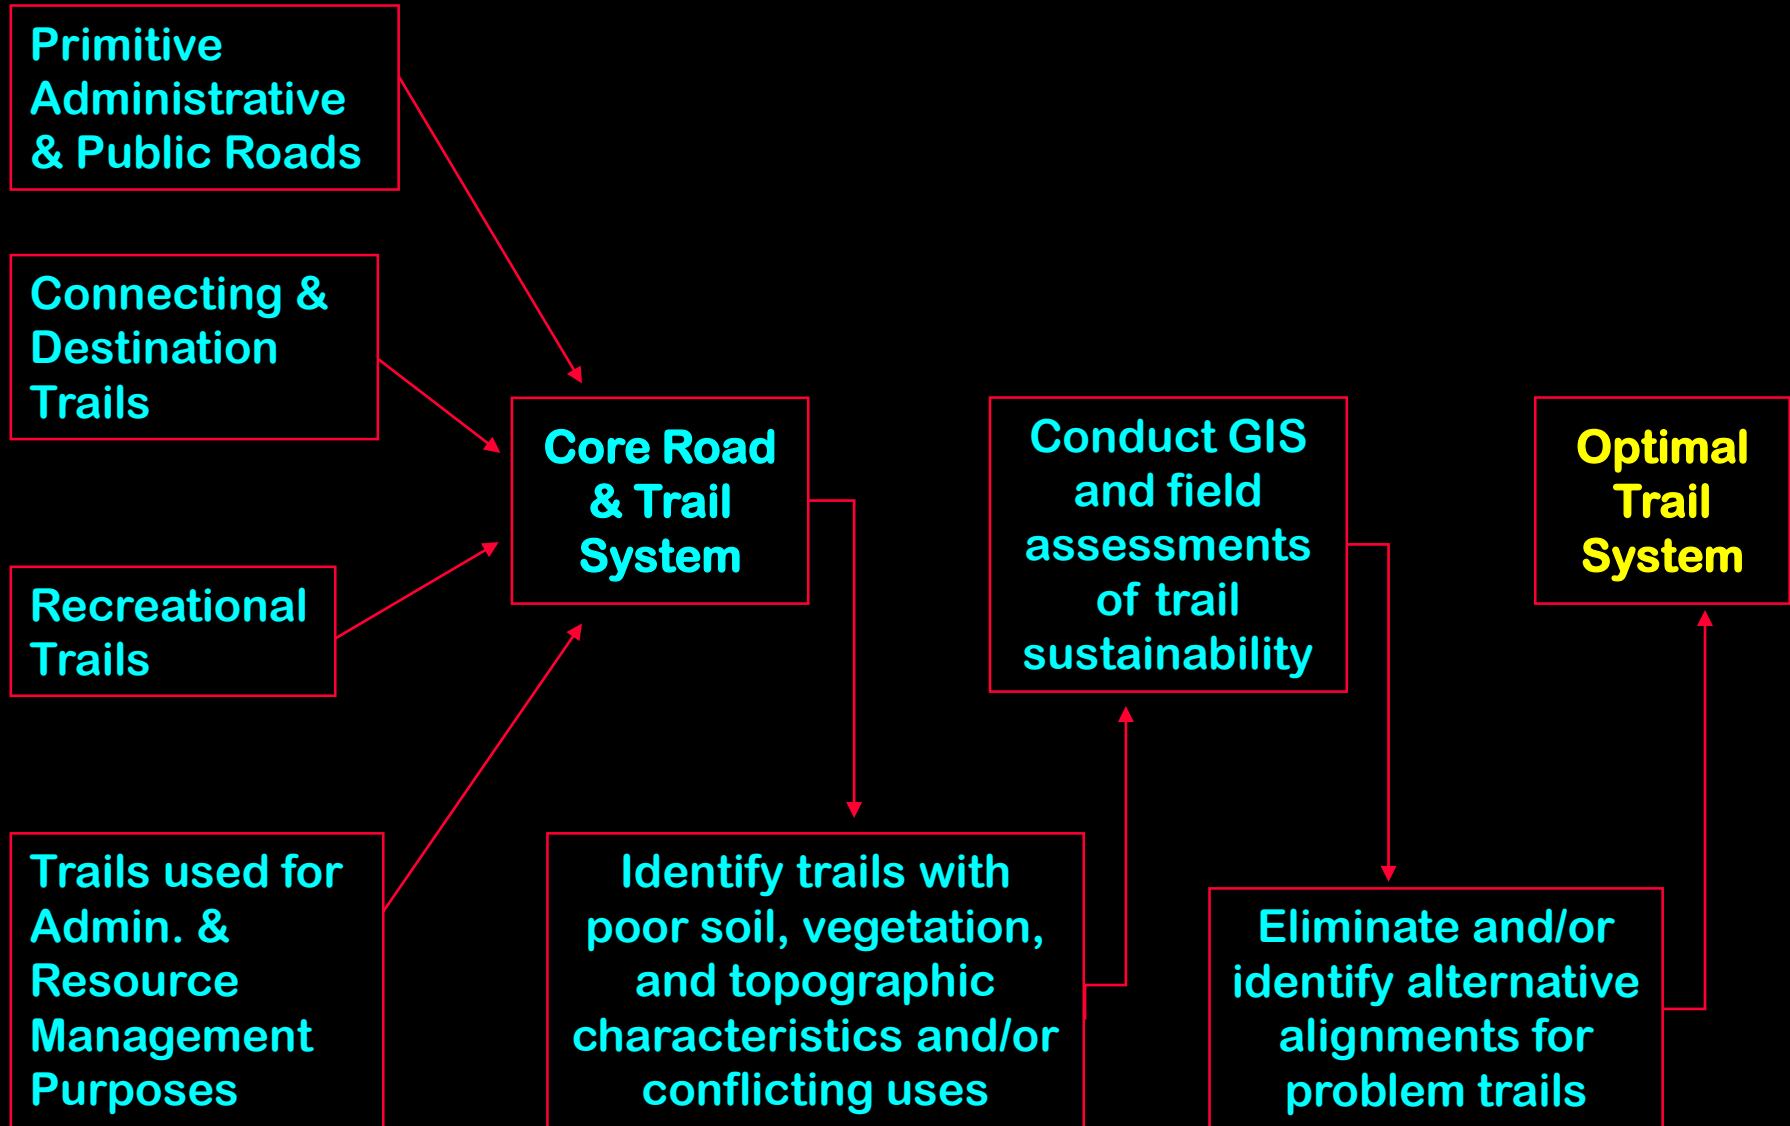 Primitive
Administrative
& Public Roads
Connecting &
Destination
Trails
Recreational
Trails
Trails used for
Admin. &
Resource
Management
Purposes
Core Road
& Trail
System
Identify trails with
poor soil, vegetation,
and topographic
characteristics and/or
conflicting uses
Conduct GIS
and field
assessments
of trail
sustainability
Eliminate and/or
identify alternative
alignments for
problem trails
Optimal
Trail
System